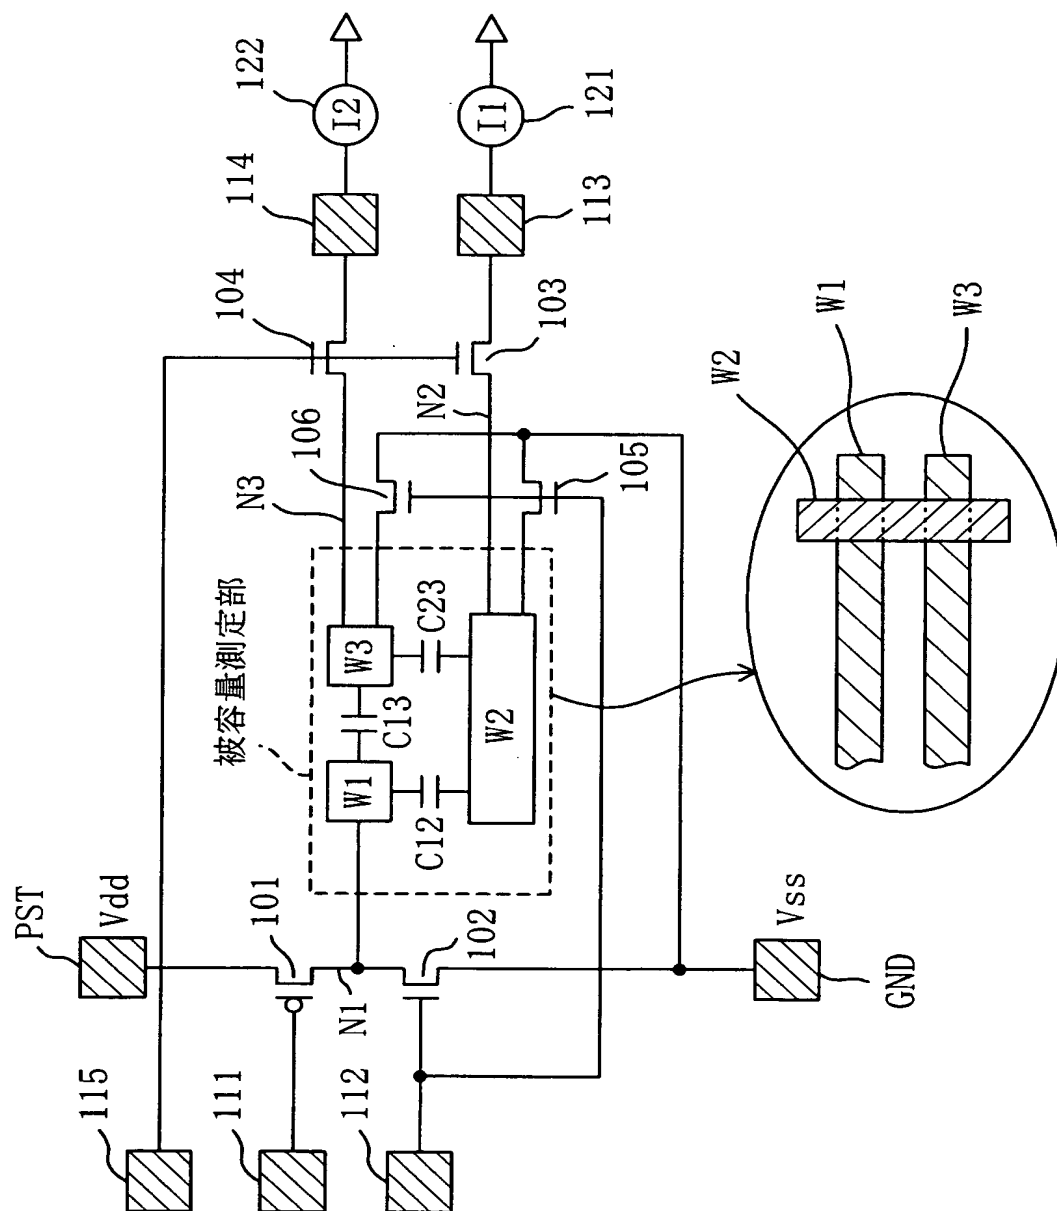 122
I2
114
104
121
I1
113
103
N2
106
N3
105
被容量測定部
W3
C23
C13
W1
C12
W2
PST
Vdd
101
N1
102
Vss
GND
115
111
112
W2
W1
W3